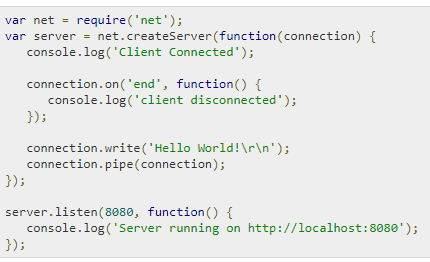 var net = require('net');
var server = net.createServer(function(connection) {
   console.log('Client Connected');
   connection.on('end', function() {
      console.log('client disconnected');
   });
   connection.write('Hello World!\r\n');
   connection.pipe(connection);
});
server.listen(8080, function() {
   console.log('Server running on http://localhost:8080');
});